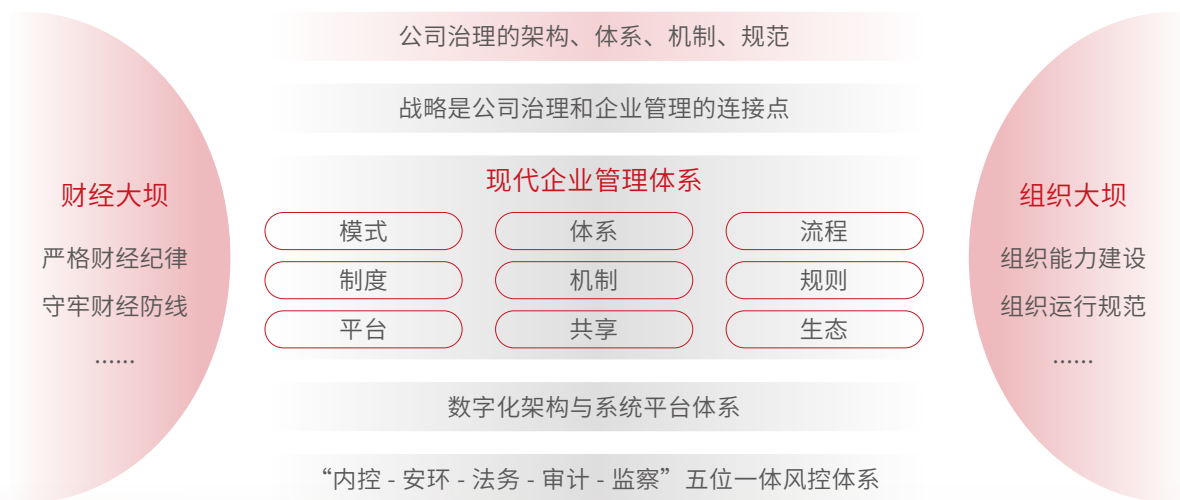 公司治理的架构、体系、机制、规范
战略是公司治理和企业管理的连接点
财经大坝
严格财经纪律
守牢财经防线
……
现代企业管理体系
模式 体系 流程
制度 机制 规则
平台 共享 生态
组织大坝
组织能力建设
组织运行规范
……
数字化架构与系统平台体系
“内控 - 安环 - 法务 - 审计 - 监察”五位一体风控体系